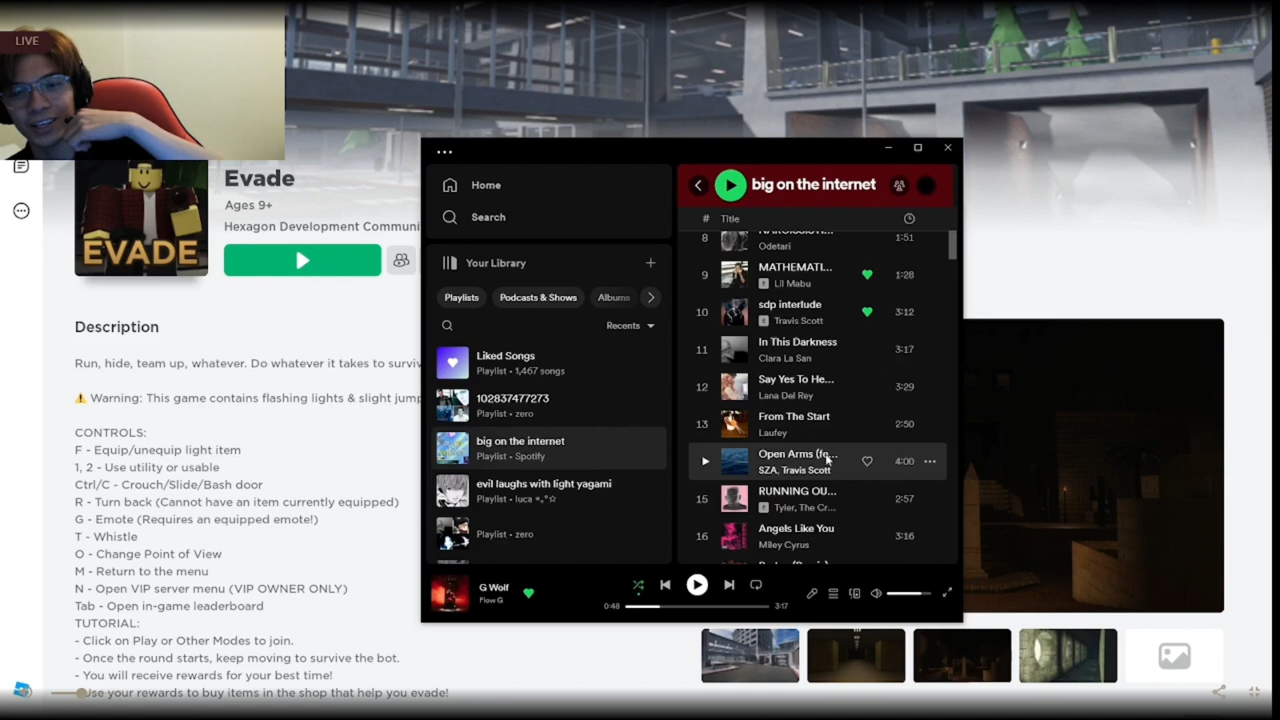 LIVE
EVADE
Evade
Ages 9+
Hexagon Development Communi
Description
Run, hide, team up, whatever. Do whatever it takes to surviv
⚠ Warning: This game contains flashing lights & slight jump
CONTROLS:
F - Equip/unequip light item
1, 2 - Use utility or usable
Ctrl/C - Crouch/Slide/Bash door
R - Turn back (Cannot have an item currently equipped)
G - Emote (Requires an equipped emote!)
T - Whistle
O - Change Point of View
M - Return to the menu
N - Open VIP server menu (VIP OWNER ONLY)
Tab - Open in-game leaderboard
TUTORIAL:
- Click on Play or Other Modes to join.
- Once the round starts, keep moving to survive the bot.
- You will receive rewards for your best time!
Use your rewards to buy items in the shop that help you evade!
Home
Search
Your Library
Playlists
Podcasts & Shows
Albums
Recents
Liked Songs
Playlist • 1,467 songs
102837477273
Playlist • zero
big on the internet
Playlist • Spotify
evil laughs with light yagami
Playlist • luca ⋆｡°☆
Playlist • zero
big on the internet
# Title
8 1:51
Odetari
9 MATHEMATI... 1:28
E Lil Mabu
10 sdp interlude 3:12
E Travis Scott
11 In This Darkness 3:17
Clara La San
12 Say Yes To He... 3:29
Lana Del Rey
13 From The Start 2:50
Laufey
Open Arms (fe... 4:00
SZA, Travis Scott
15 RUNNING OU... 2:57
E Tyler, The Cr...
16 Angels Like You 3:16
Miley Cyrus
G Wolf
Flow G
0:48
3:17